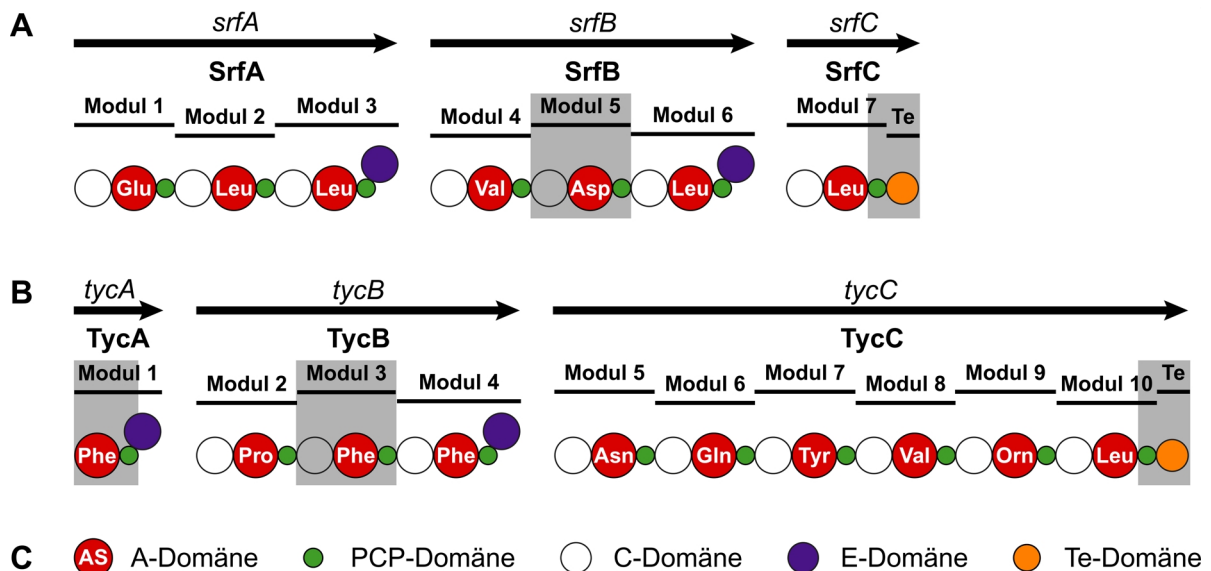 A srfA srfB srfC
SrfA SrfB SrfC
Modul 1 Modul 2 Modul 3 Modul 4 Modul 5 Modul 6 Modul 7 Te
Glu Leu Leu Val Asp Leu Leu
B tycA tycB tycC
TycA TycB TycC
Modul 1 Modul 2 Modul 3 Modul 4 Modul 5 Modul 6 Modul 7 Modul 8 Modul 9 Modul 10 Te
Phe Pro Phe Phe Asn Gln Tyr Val Orn Leu
C AS A-Domäne PCP-Domäne C-Domäne E-Domäne Te-Domäne